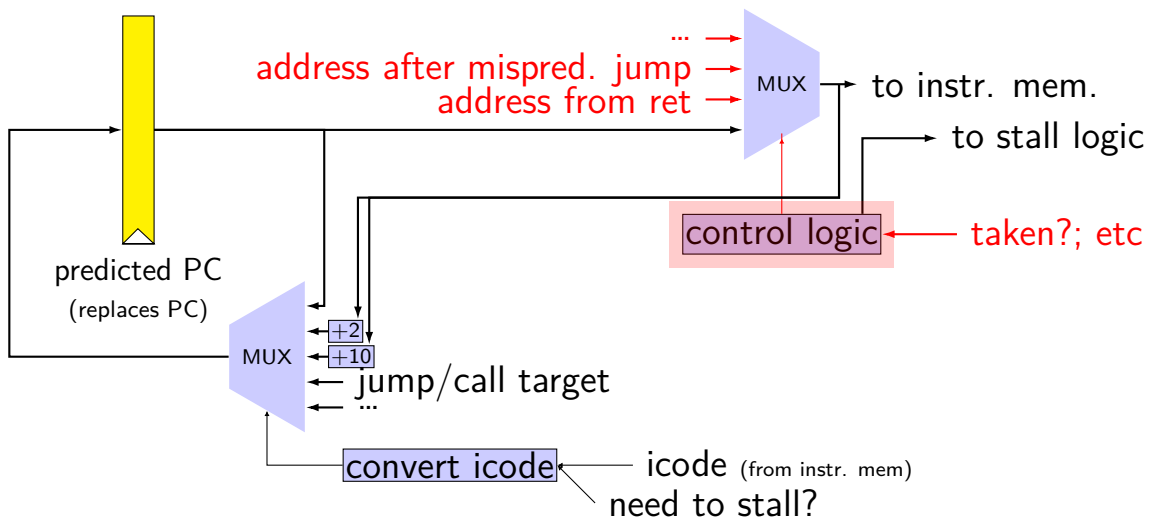 ...
address after mispred. jump
MUX
to instr. mem.
address from ret
to stall logic
control logic
taken?; etc
predicted PC
(replaces PC)
+2
MUX
+10
jump/call target
...
convert icode
icode (from instr. mem)
need to stall?